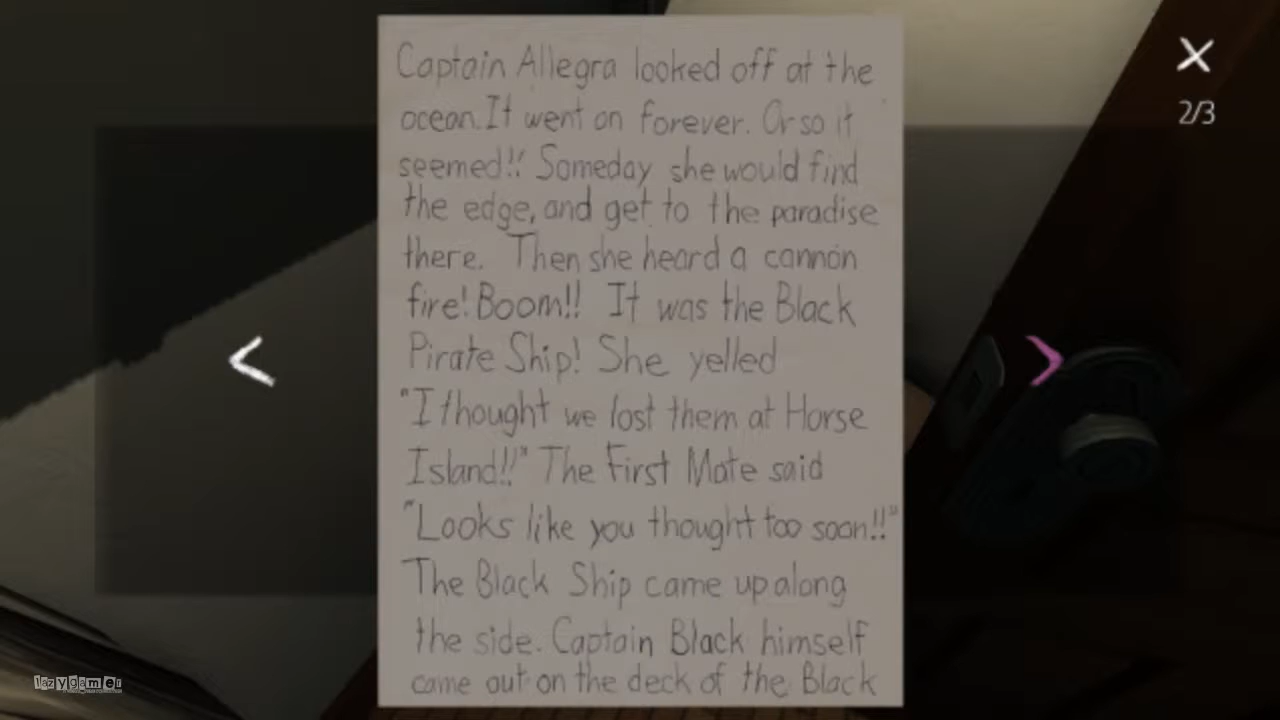 Captain Allegra looked off at the
ocean. It went on forever. Or so it
seemed!! Someday she would find
the edge, and get to the paradise
there. Then she heard a cannon
fire! Boom!! It was the Black
Pirate Ship! She yelled
"I thought we lost them at Horse
Island!!" The First Mate said
"Looks like you thought too soon!!"
The Black Ship came up along
the side. Captain Black himself
came out on the deck of the Black
X
2/3
<
>
lazygamer